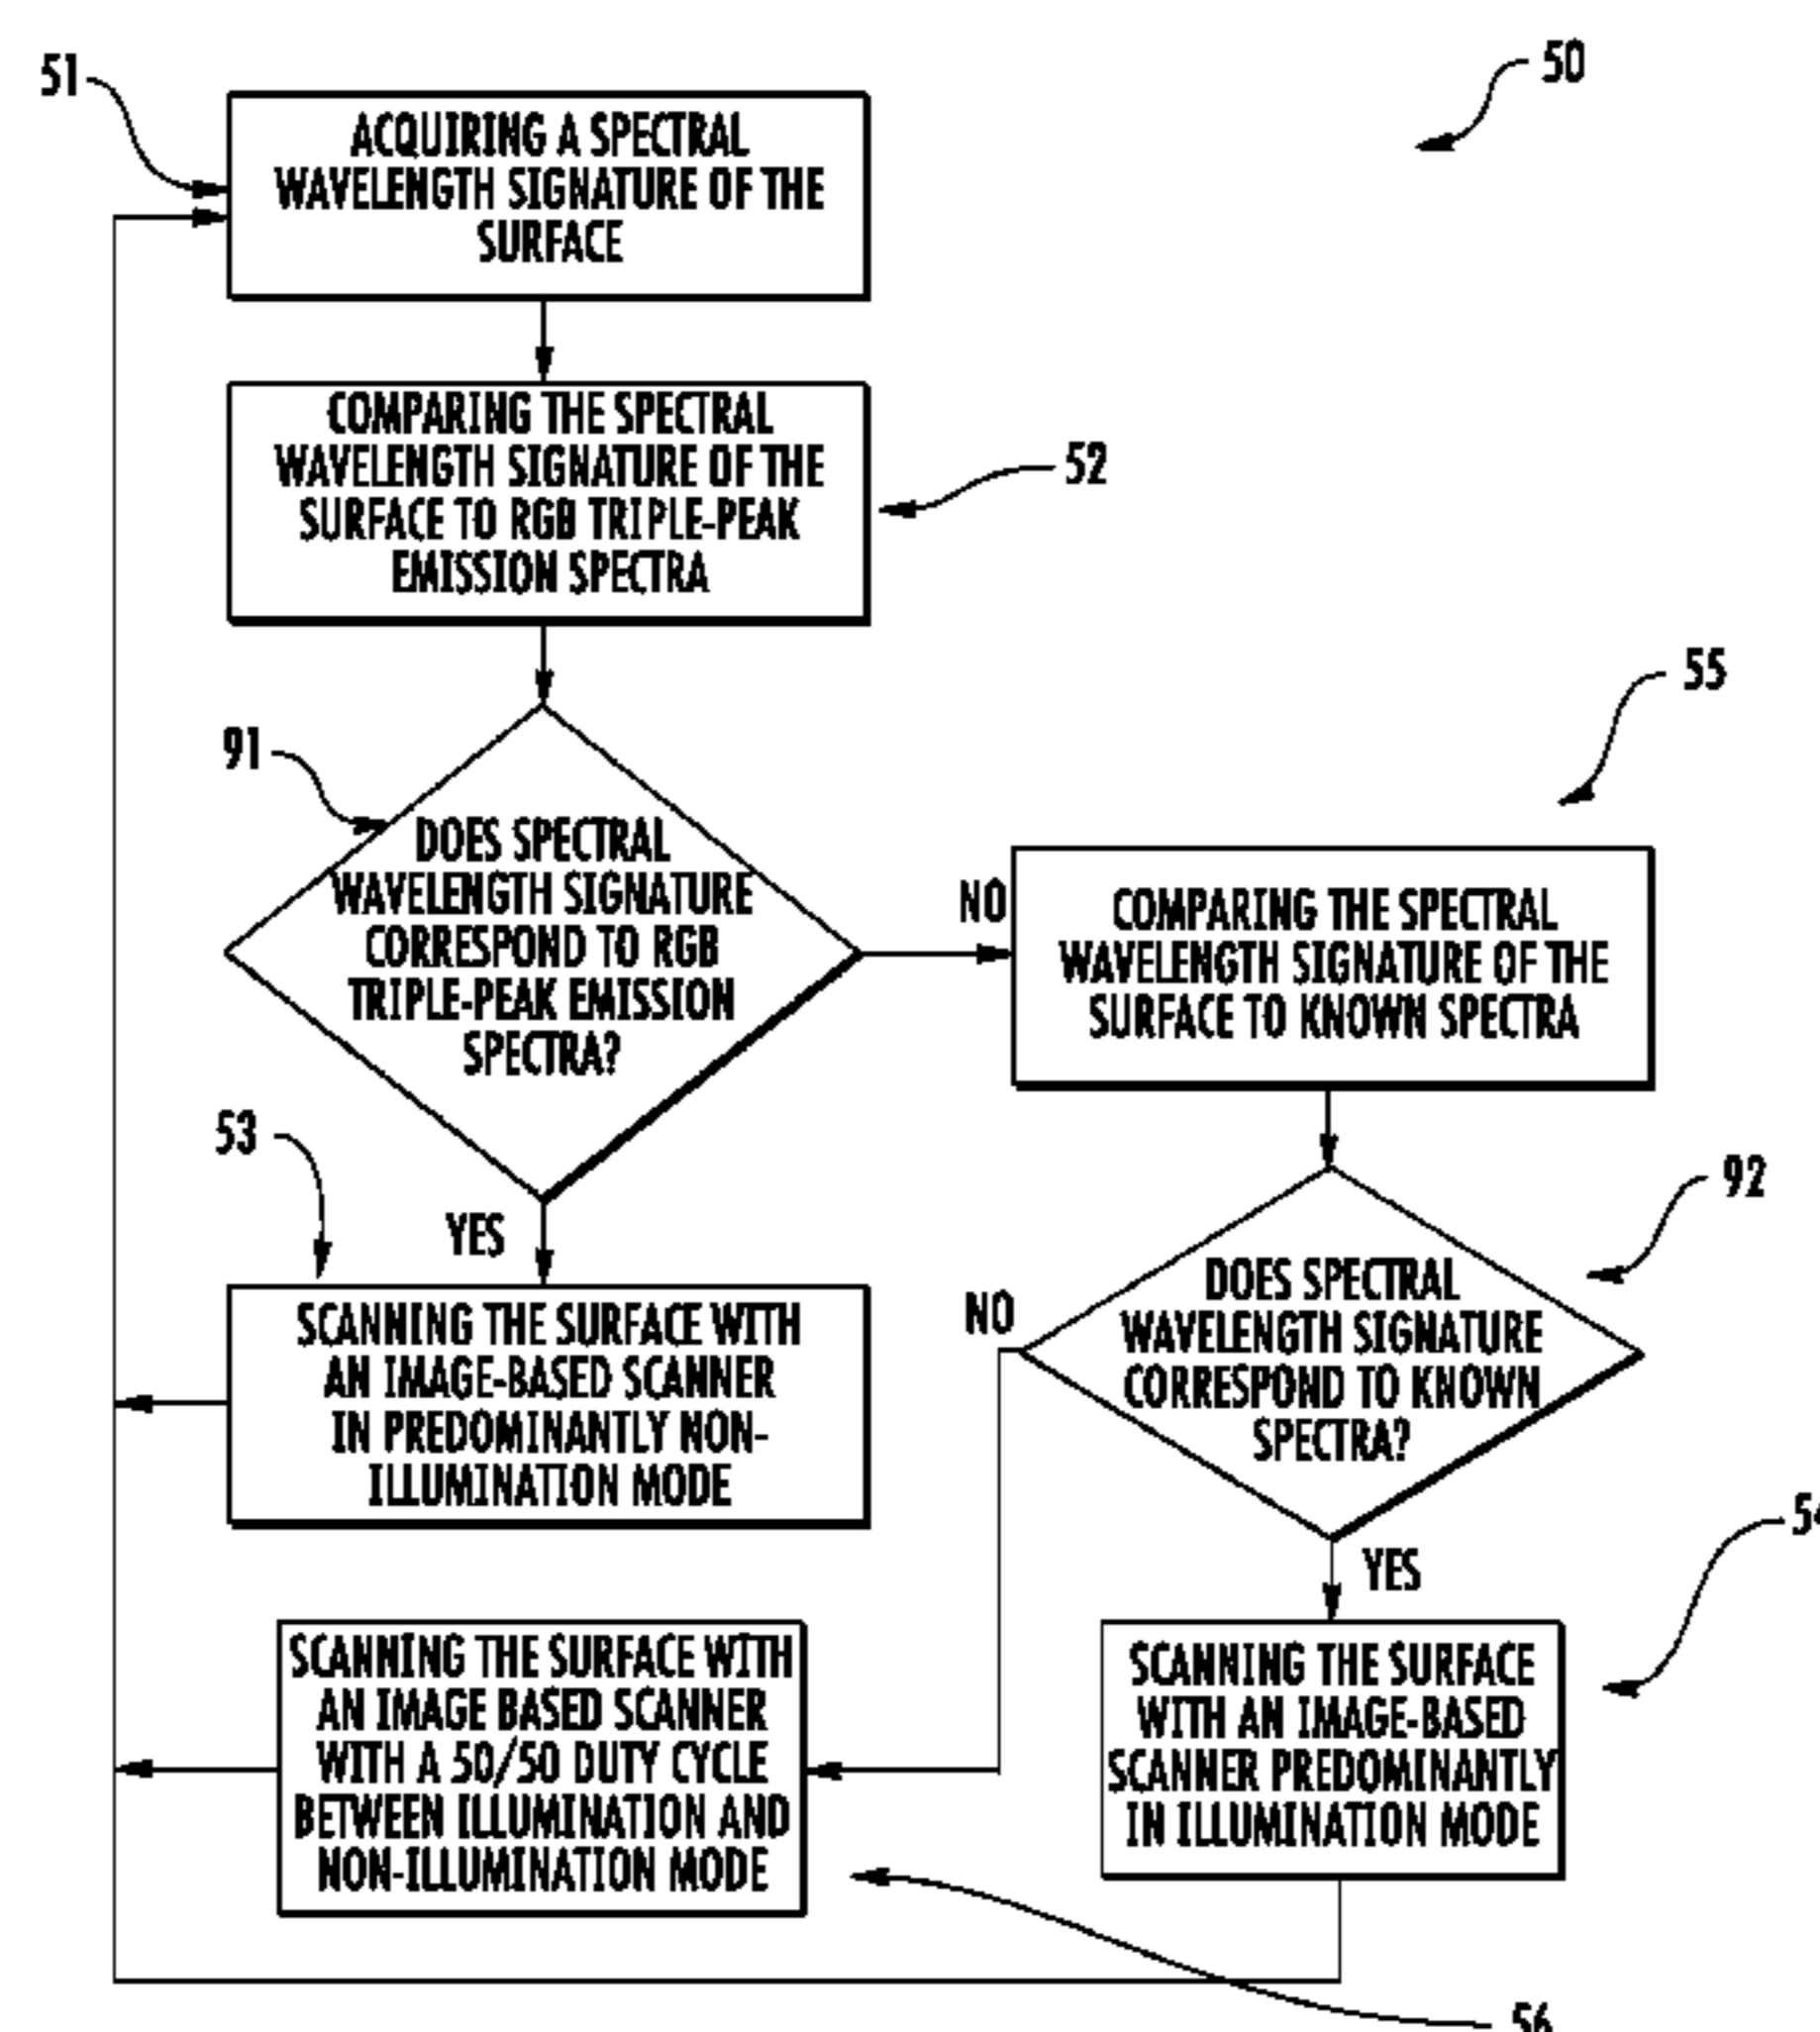 50
51
ACQUIRING A SPECTRAL
WAVELENGTH SIGNATURE OF THE
SURFACE
COMPARING THE SPECTRAL
WAVELENGTH SIGNATURE OF THE
SURFACE TO RGB TRIPLE-PEAK
EMISSION SPECTRA
52
91
DOES SPECTRAL
WAVELENGTH SIGNATURE
CORRESPOND TO RGB
TRIPLE-PEAK EMISSION
SPECTRA?
NO
55
COMPARING THE SPECTRAL
WAVELENGTH SIGNATURE OF THE
SURFACE TO KNOWN SPECTRA
53
YES
SCANNING THE SURFACE WITH
AN IMAGE-BASED SCANNER
IN PREDOMINANTLY NON-
ILLUMINATION MODE
92
DOES SPECTRAL
WAVELENGTH SIGNATURE
CORRESPOND TO KNOWN
SPECTRA?
NO
YES
54
SCANNING THE SURFACE WITH
AN IMAGE BASED SCANNER
WITH A 50/50 DUTY CYCLE
BETWEEN ILLUMINATION AND
NON-ILLUMINATION MODE
SCANNING THE SURFACE
WITH AN IMAGE-BASED
SCANNER PREDOMINANTLY
IN ILLUMINATION MODE
56